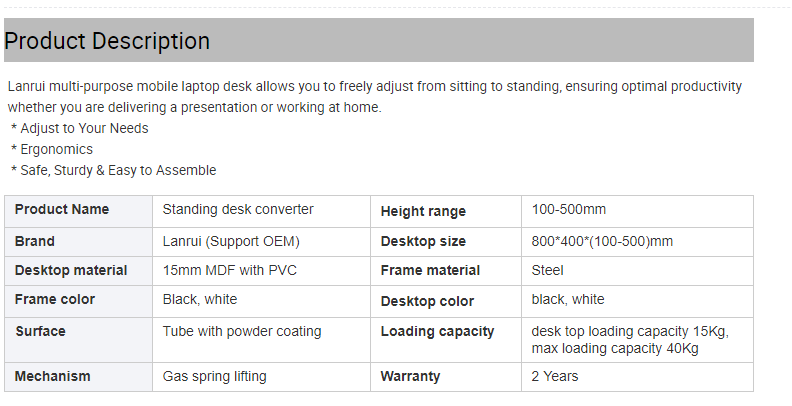 Product Description
Lanrui multi-purpose mobile laptop desk allows you to freely adjust from sitting to standing, ensuring optimal productivity
whether you are delivering a presentation or working at home.
* Adjust to Your Needs
* Ergonomics
* Safe, Sturdy & Easy to Assemble
Product Name Standing desk converter Height range 100-500mm
Brand Lanrui (Support OEM) Desktop size 800*400*(100-500)mm
Desktop material 15mm MDF with PVC Frame material Steel
Frame color Black, white Desktop color black, white
Surface Tube with powder coating Loading capacity desk top loading capacity 15Kg,
max loading capacity 40Kg
Mechanism Gas spring lifting Warranty 2 Years